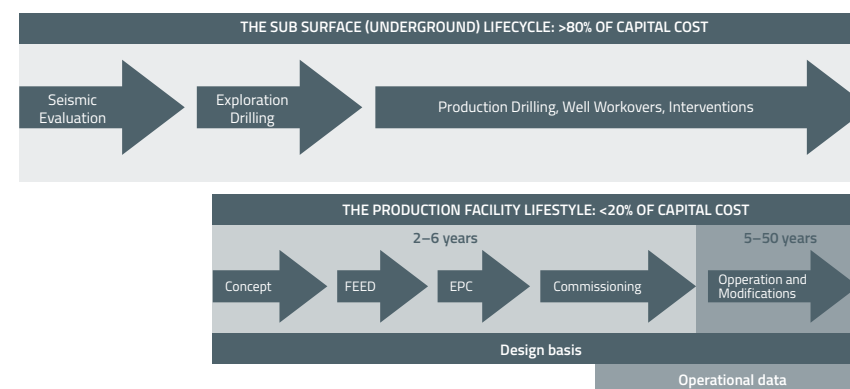 THE SUB SURFACE (UNDERGROUND) LIFECYCLE: >80% OF CAPITAL COST
Seismic
Evaluation
Exploration
Drilling
Production Drilling, Well Workovers, Interventions
THE PRODUCTION FACILITY LIFESTYLE: <20% OF CAPITAL COST
2–6 years
5–50 years
Concept
FEED
EPC
Commissioning
Opperation and
Modifications
Design basis
Operational data